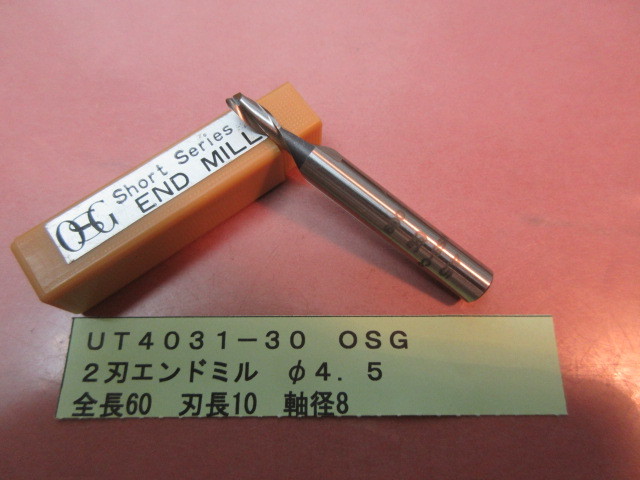 OSG
Short Series
END MILL
UT4031-30 OSG
2刃エンドミル φ4.5
全長60 刃長10 軸径8